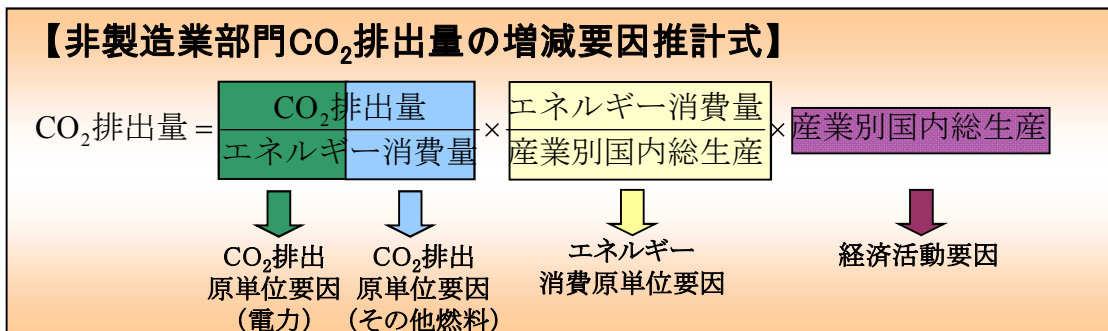 【非製造業部門CO₂排出量の増減要因推計式】
CO₂排出量 = CO₂排出量 / エネルギー消費量 × エネルギー消費量 / 産業別国内総生産 × 産業別国内総生産
CO₂排出
原単位要因
（電力）
CO₂排出
原単位要因
（その他燃料）
エネルギー
消費原単位要因
経済活動要因